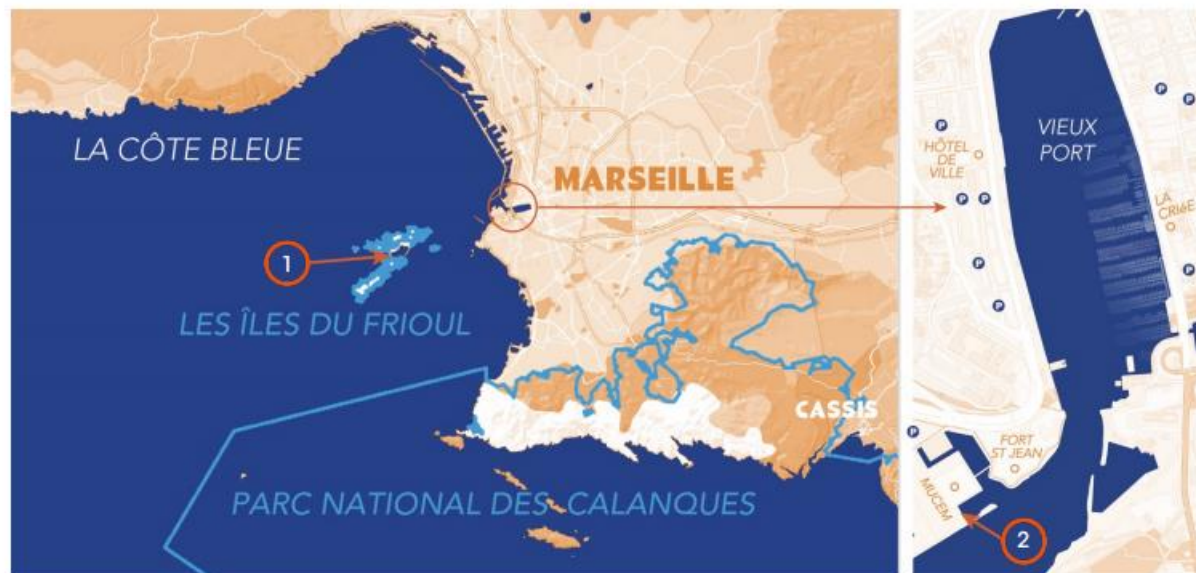 LA CÔTE BLEUE
MARSEILLE
1
LES ÎLES DU FRIOUL
CASSIS
PARC NATIONAL DES CALANQUES
P
P
P
VIEUX
PORT
HÔTEL
DE
VILLE
P
P
LA
CRIÉE
P
P
P
FORT
ST JEAN
P
MUCEM
2